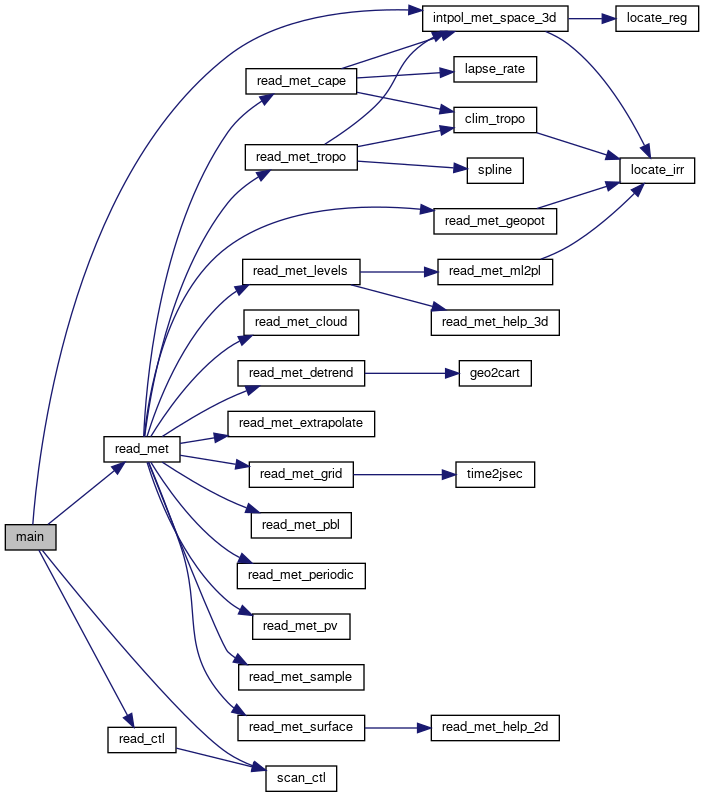 intpol_met_space_3d
locate_reg
read_met_cape
lapse_rate
clim_tropo
read_met_tropo
spline
locate_irr
read_met_geopot
read_met_levels
read_met_ml2pl
read_met_cloud
read_met_help_3d
read_met_detrend
geo2cart
read_met_extrapolate
read_met
read_met_grid
time2jsec
read_met_pbl
main
read_met_periodic
read_met_pv
read_met_sample
read_met_surface
read_met_help_2d
read_ctl
scan_ctl